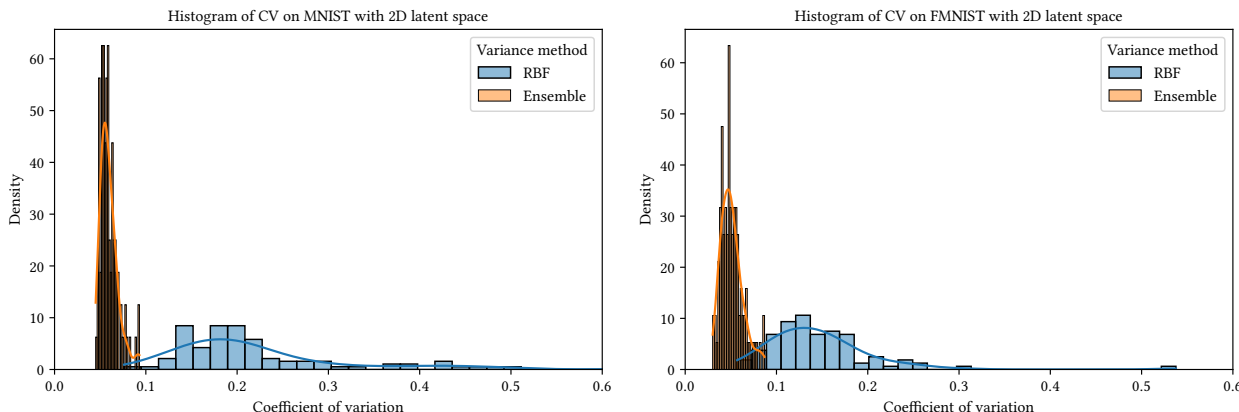 Histogram of CV on MNIST with 2D latent space
Density
60
50
40
30
20
10
0
0.0 0.1 0.2 0.3 0.4 0.5 0.6
Coefficient of variation
Variance method
RBF
Ensemble
Histogram of CV on FMNIST with 2D latent space
Density
60
50
40
30
20
10
0
0.0 0.1 0.2 0.3 0.4 0.5 0.6
Coefficient of variation
Variance method
RBF
Ensemble